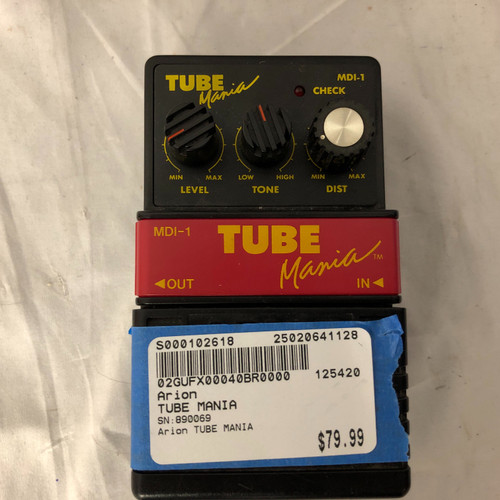 TUBE
Mania
MDI-1
CHECK
MIN MAX LOW HIGH MIN MAX
LEVEL TONE DIST
MDI-1 TUBE
Mania TM
◀OUT IN◀
S000102618 25020641128
02GUFX00040BR0000 125420
Arion
TUBE MANIA
SN:890069
Arion TUBE MANIA
$79.99